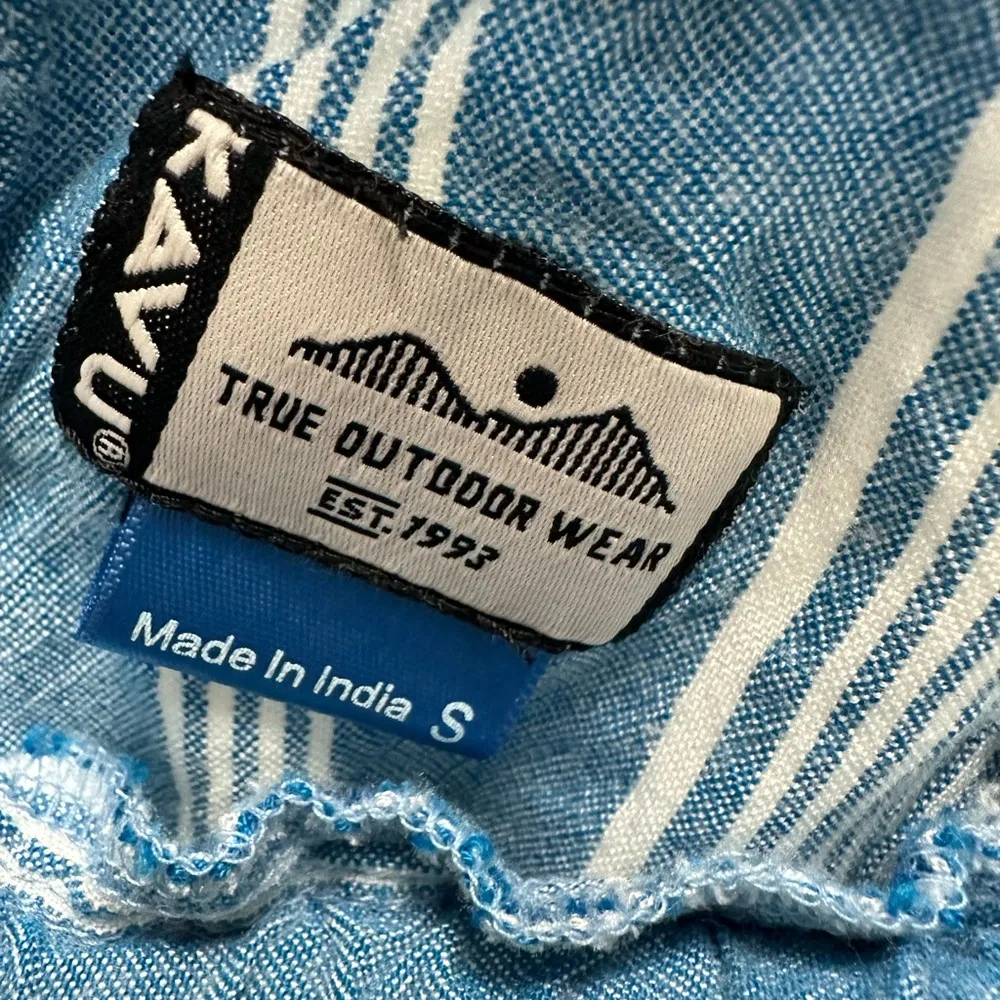 KAVU®
TRUE OUTDOOR WEAR
EST. 1993
Made In India S